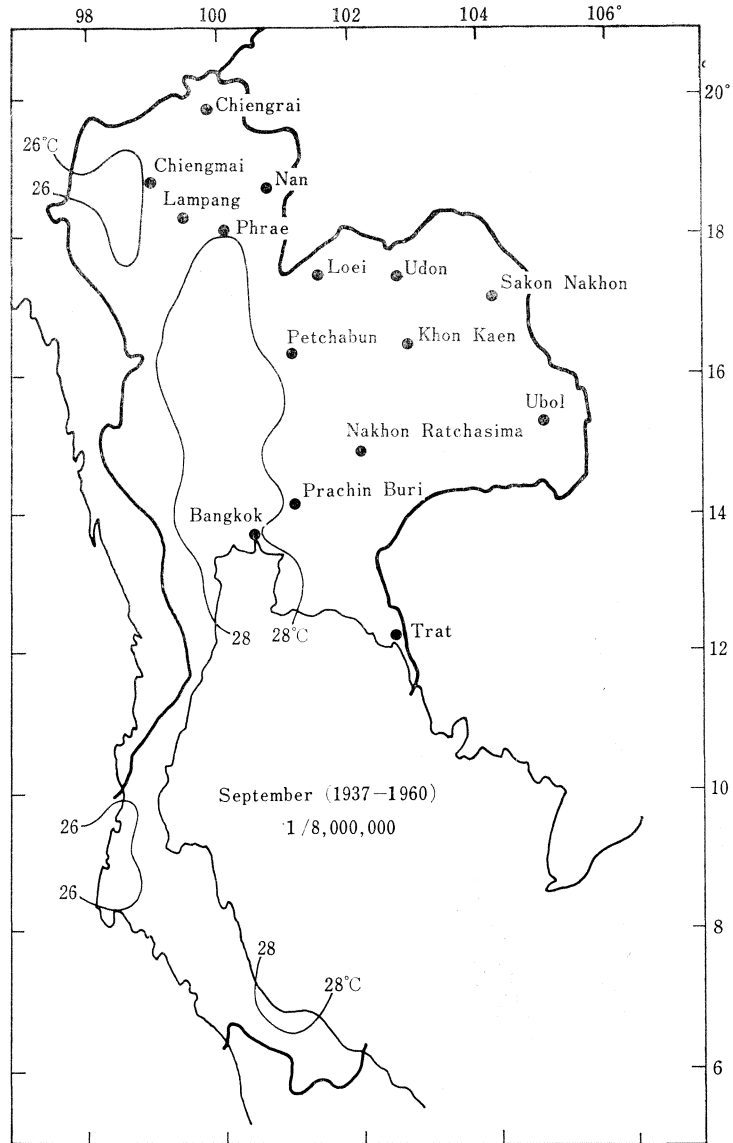 98 100 102 104 106°
20°
Chiengrai
26℃
Chiengmai
26
Nan
Lampang
Phrae
18
Loei
Udon
Sakon Nakhon
Petchabun
Khon Kaen
16
Ubol
Nakhon Ratchasima
Prachin Buri
Bangkok
14
28
28℃
Trat
12
September (1937—1960)
1/8,000,000
10
26
26
8
28
28℃
6